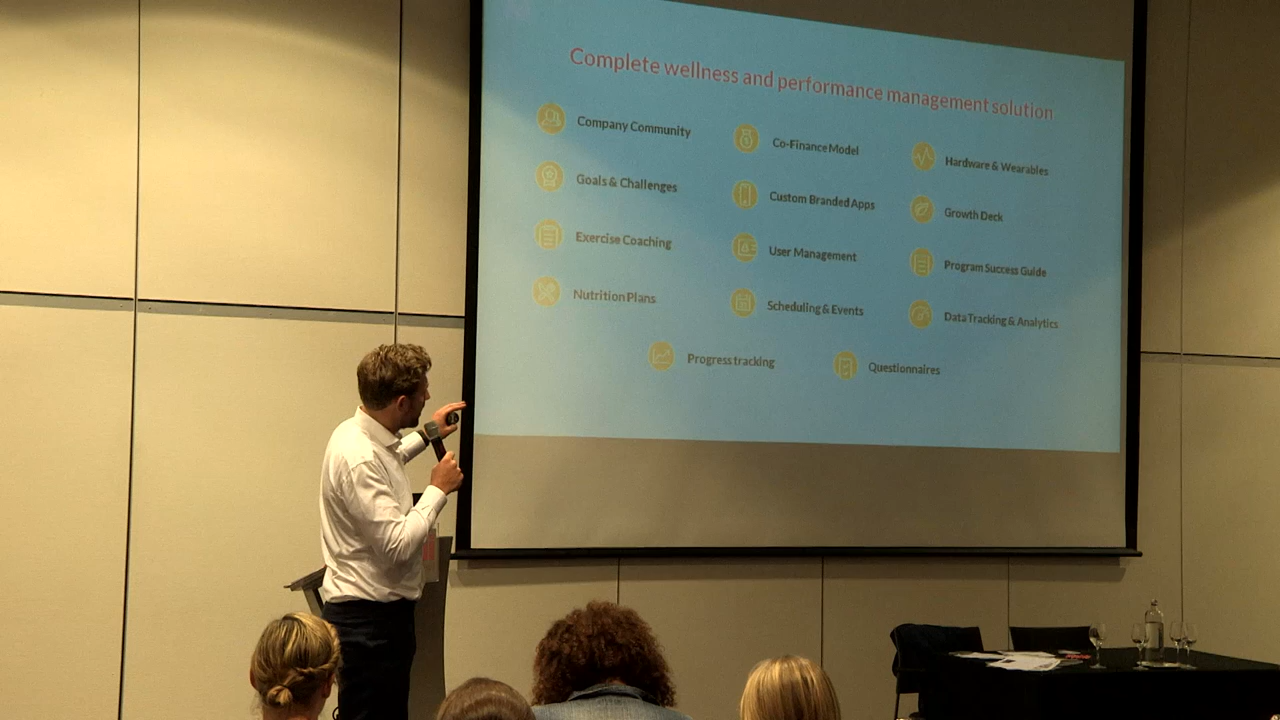 Complete wellness and performance management solution
Company Community
Co-Finance Model
Hardware & Wearables
Goals & Challenges
Custom Branded Apps
Growth Deck
Exercise Coaching
User Management
Program Success Guide
Nutrition Plans
Scheduling & Events
Data Tracking & Analytics
Progress tracking
Questionnaires